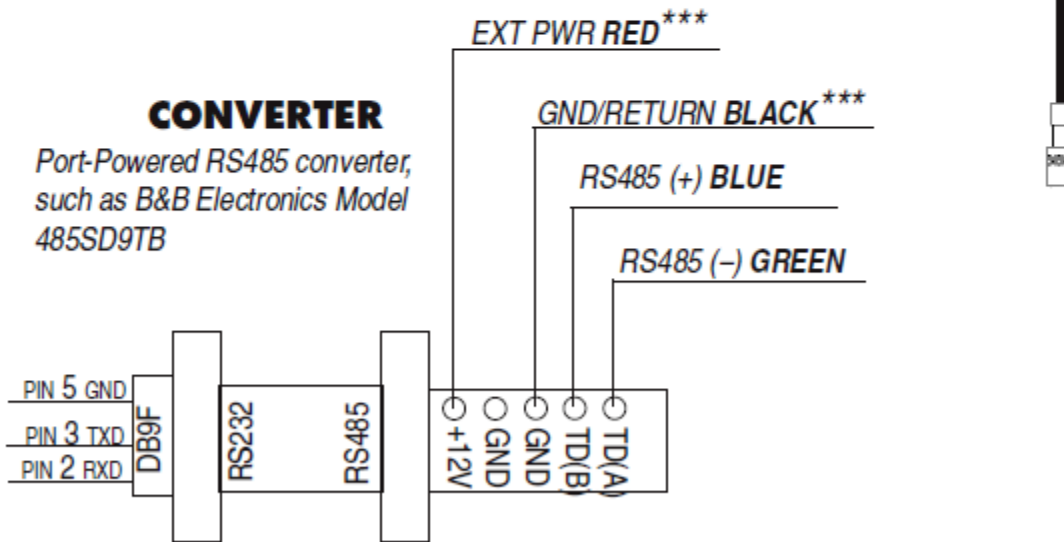 EXT PWR RED***
CONVERTER
GND/RETURN BLACK***
Port-Powered RS485 converter,
such as B&B Electronics Model
485SD9TB
RS485 (+) BLUE
RS485 (–) GREEN
PIN 5 GND
PIN 3 TXD
PIN 2 RXD
DB9F
RS232
RS485
+12V
GND
GND
TD(B)
TD(A)